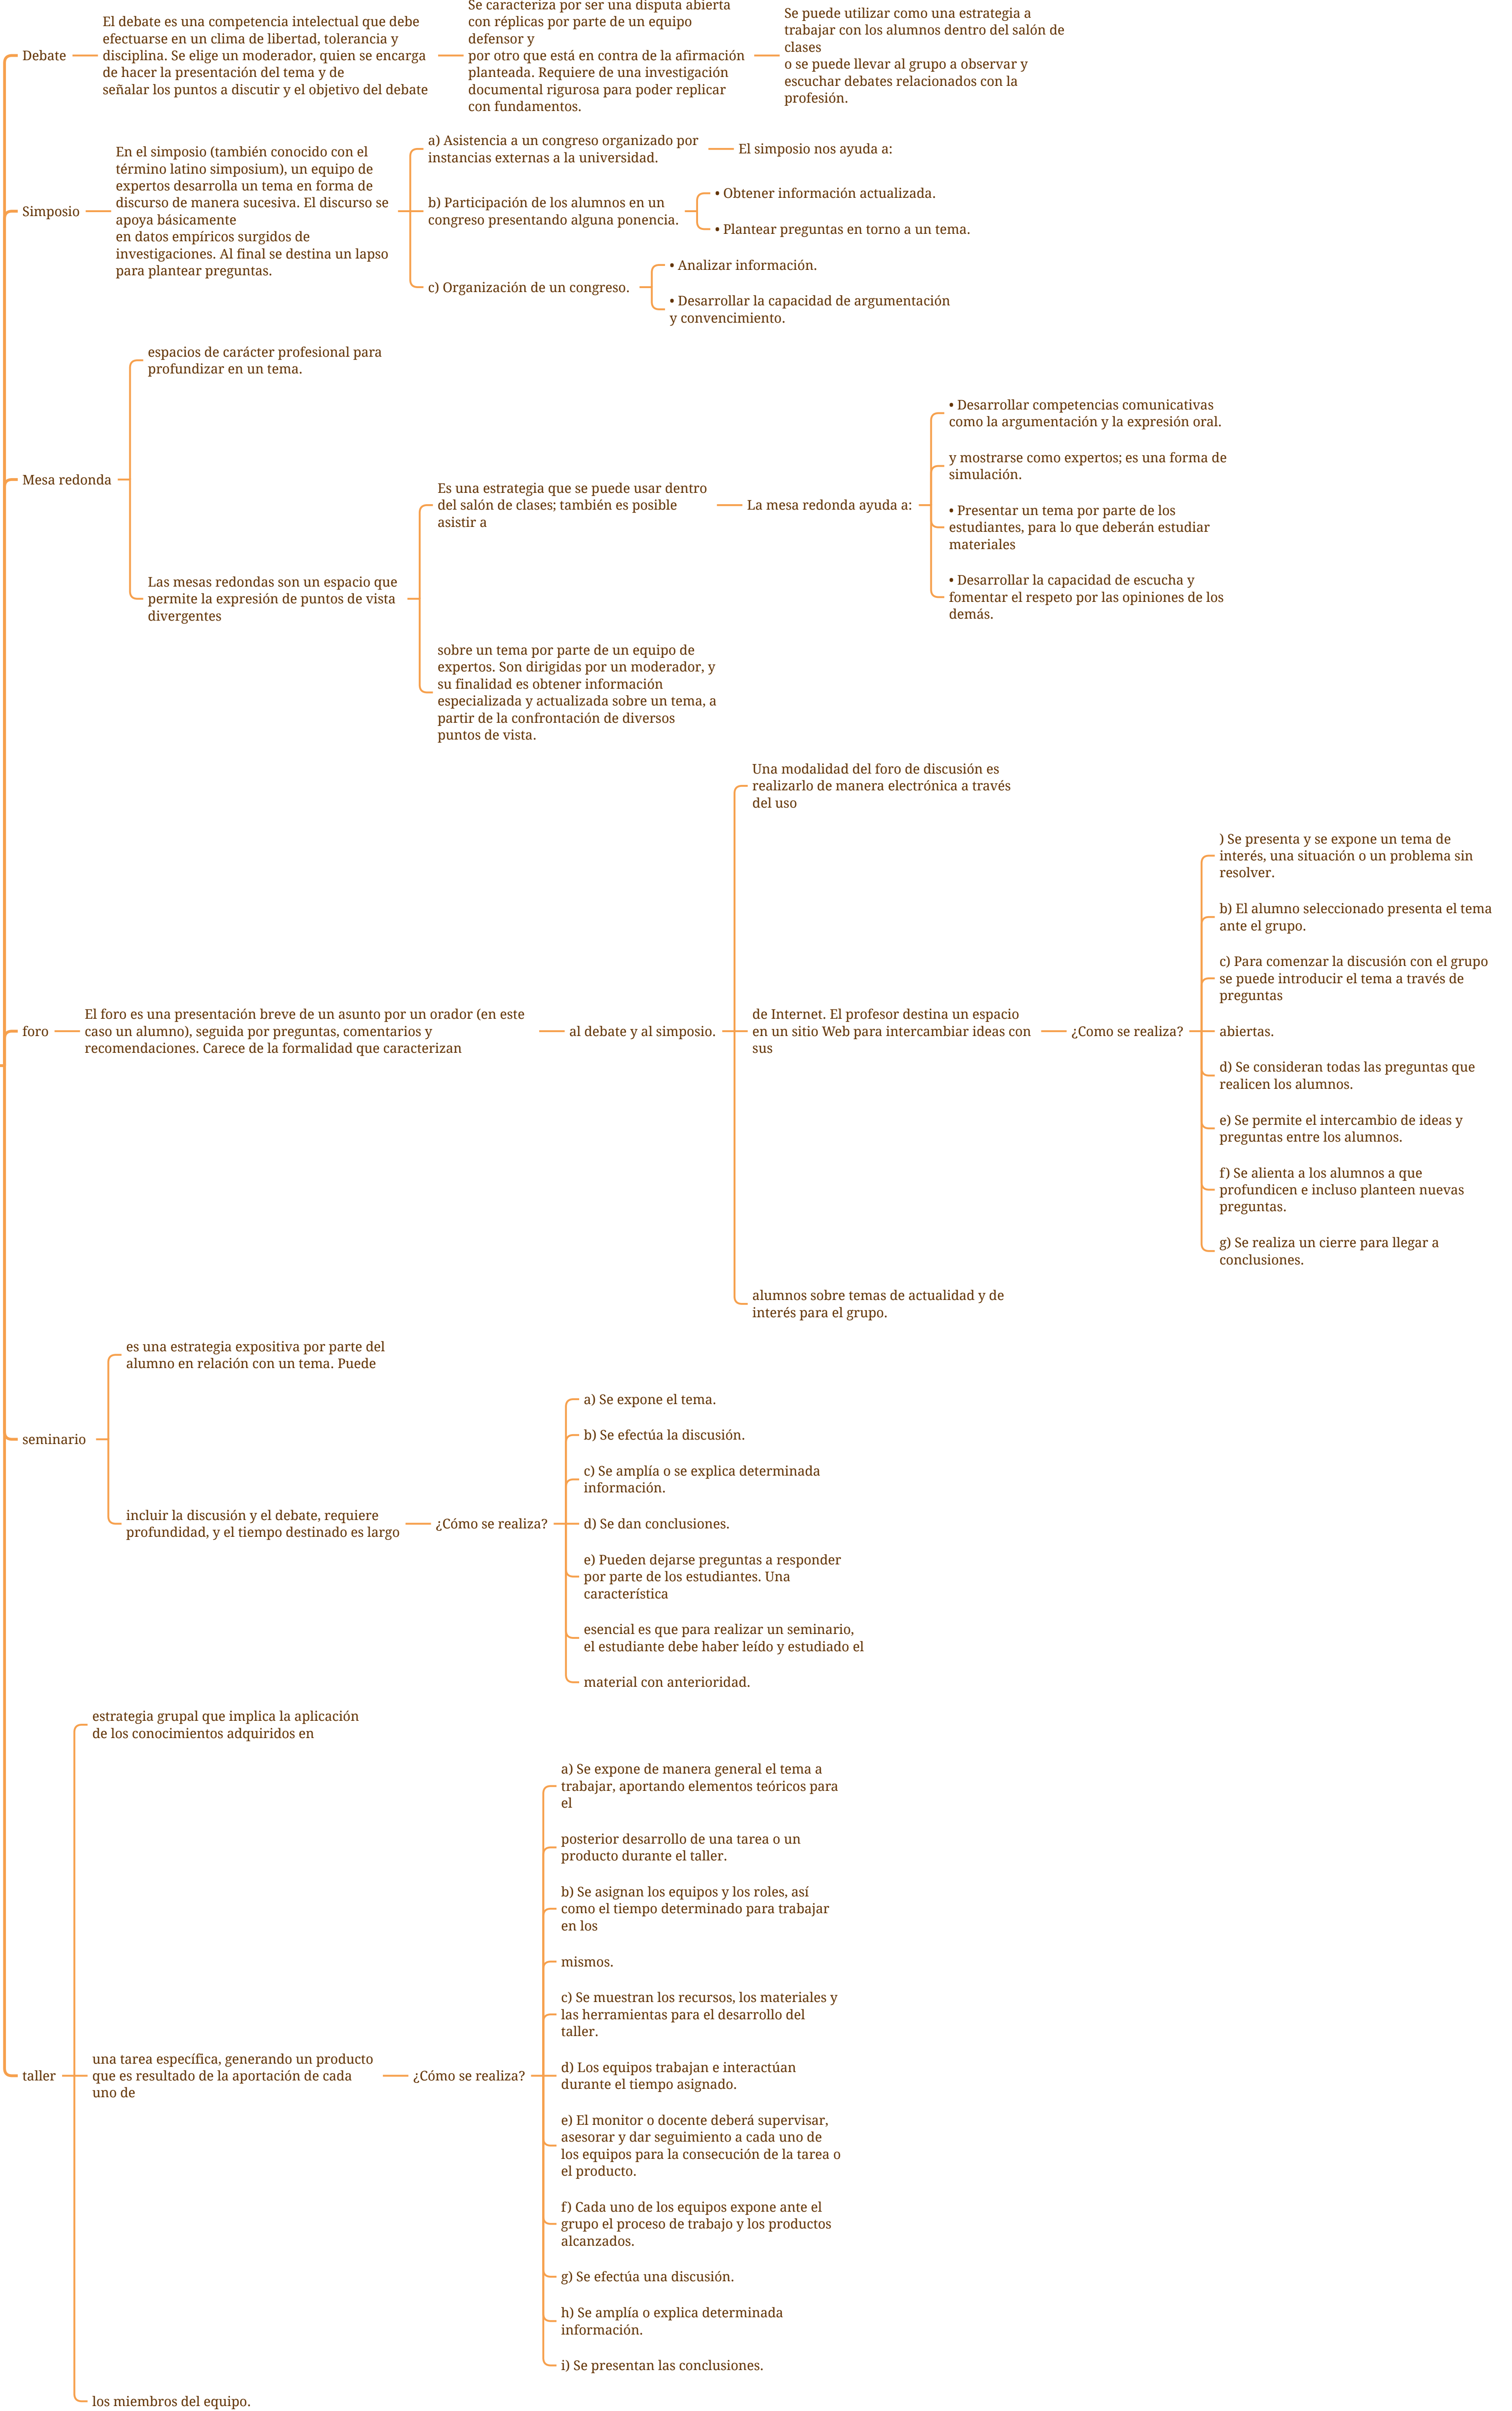 Debate
El debate es una competencia intelectual que debe
efectuarse en un clima de libertad, tolerancia y
disciplina. Se elige un moderador, quien se encarga
de hacer la presentación del tema y de
señalar los puntos a discutir y el objetivo del debate
Se caracteriza por ser una disputa abierta
con réplicas por parte de un equipo
defensor y
por otro que está en contra de la afirmación
planteada. Requiere de una investigación
documental rigurosa para poder replicar
con fundamentos.
Se puede utilizar como una estrategia a
trabajar con los alumnos dentro del salón de
clases
o se puede llevar al grupo a observar y
escuchar debates relacionados con la
profesión.
Simposio
En el simposio (también conocido con el
término latino simposium), un equipo de
expertos desarrolla un tema en forma de
discurso de manera sucesiva. El discurso se
apoya básicamente
en datos empíricos surgidos de
investigaciones. Al final se destina un lapso
para plantear preguntas.
a) Asistencia a un congreso organizado por
instancias externas a la universidad.
El simposio nos ayuda a:
b) Participación de los alumnos en un
congreso presentando alguna ponencia.
• Obtener información actualizada.
• Plantear preguntas en torno a un tema.
c) Organización de un congreso.
• Analizar información.
• Desarrollar la capacidad de argumentación
y convencimiento.
Mesa redonda
espacios de carácter profesional para
profundizar en un tema.
Las mesas redondas son un espacio que
permite la expresión de puntos de vista
divergentes
Es una estrategia que se puede usar dentro
del salón de clases; también es posible
asistir a
La mesa redonda ayuda a:
• Desarrollar competencias comunicativas
como la argumentación y la expresión oral.
y mostrarse como expertos; es una forma de
simulación.
• Presentar un tema por parte de los
estudiantes, para lo que deberán estudiar
materiales
• Desarrollar la capacidad de escucha y
fomentar el respeto por las opiniones de los
demás.
sobre un tema por parte de un equipo de
expertos. Son dirigidas por un moderador, y
su finalidad es obtener información
especializada y actualizada sobre un tema, a
partir de la confrontación de diversos
puntos de vista.
foro
El foro es una presentación breve de un asunto por un orador (en este
caso un alumno), seguida por preguntas, comentarios y
recomendaciones. Carece de la formalidad que caracterizan
al debate y al simposio.
Una modalidad del foro de discusión es
realizarlo de manera electrónica a través
del uso
de Internet. El profesor destina un espacio
en un sitio Web para intercambiar ideas con
sus
¿Como se realiza?
) Se presenta y se expone un tema de
interés, una situación o un problema sin
resolver.
b) El alumno seleccionado presenta el tema
ante el grupo.
c) Para comenzar la discusión con el grupo
se puede introducir el tema a través de
preguntas
abiertas.
d) Se consideran todas las preguntas que
realicen los alumnos.
e) Se permite el intercambio de ideas y
preguntas entre los alumnos.
f) Se alienta a los alumnos a que
profundicen e incluso planteen nuevas
preguntas.
g) Se realiza un cierre para llegar a
conclusiones.
alumnos sobre temas de actualidad y de
interés para el grupo.
seminario
es una estrategia expositiva por parte del
alumno en relación con un tema. Puede
incluir la discusión y el debate, requiere
profundidad, y el tiempo destinado es largo
¿Cómo se realiza?
a) Se expone el tema.
b) Se efectúa la discusión.
c) Se amplía o se explica determinada
información.
d) Se dan conclusiones.
e) Pueden dejarse preguntas a responder
por parte de los estudiantes. Una
característica
esencial es que para realizar un seminario,
el estudiante debe haber leído y estudiado el
material con anterioridad.
taller
estrategia grupal que implica la aplicación
de los conocimientos adquiridos en
una tarea específica, generando un producto
que es resultado de la aportación de cada
uno de
¿Cómo se realiza?
a) Se expone de manera general el tema a
trabajar, aportando elementos teóricos para
el
posterior desarrollo de una tarea o un
producto durante el taller.
b) Se asignan los equipos y los roles, así
como el tiempo determinado para trabajar
en los
mismos.
c) Se muestran los recursos, los materiales y
las herramientas para el desarrollo del
taller.
d) Los equipos trabajan e interactúan
durante el tiempo asignado.
e) El monitor o docente deberá supervisar,
asesorar y dar seguimiento a cada uno de
los equipos para la consecución de la tarea o
el producto.
f) Cada uno de los equipos expone ante el
grupo el proceso de trabajo y los productos
alcanzados.
g) Se efectúa una discusión.
h) Se amplía o explica determinada
información.
i) Se presentan las conclusiones.
los miembros del equipo.